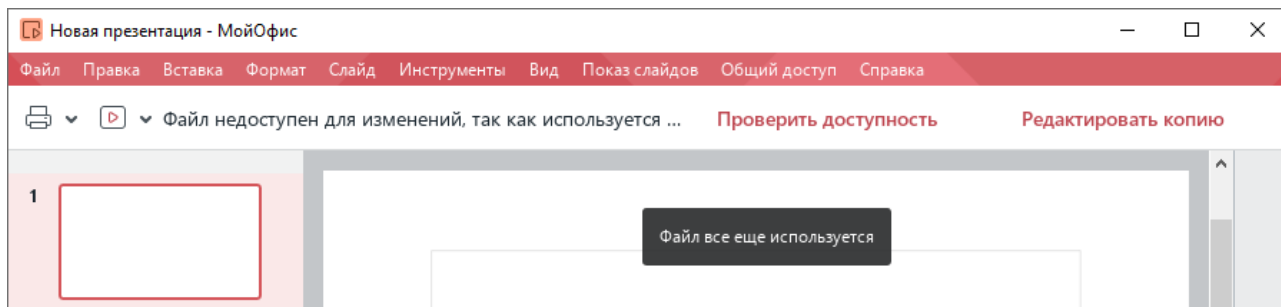 Новая презентация - МойОфис
Файл Правка Вставка Формат Слайд Инструменты Вид Показ слайдов Общий доступ Справка
Файл недоступен для изменений, так как используется ... Проверить доступность Редактировать копию
1
Файл все еще используется